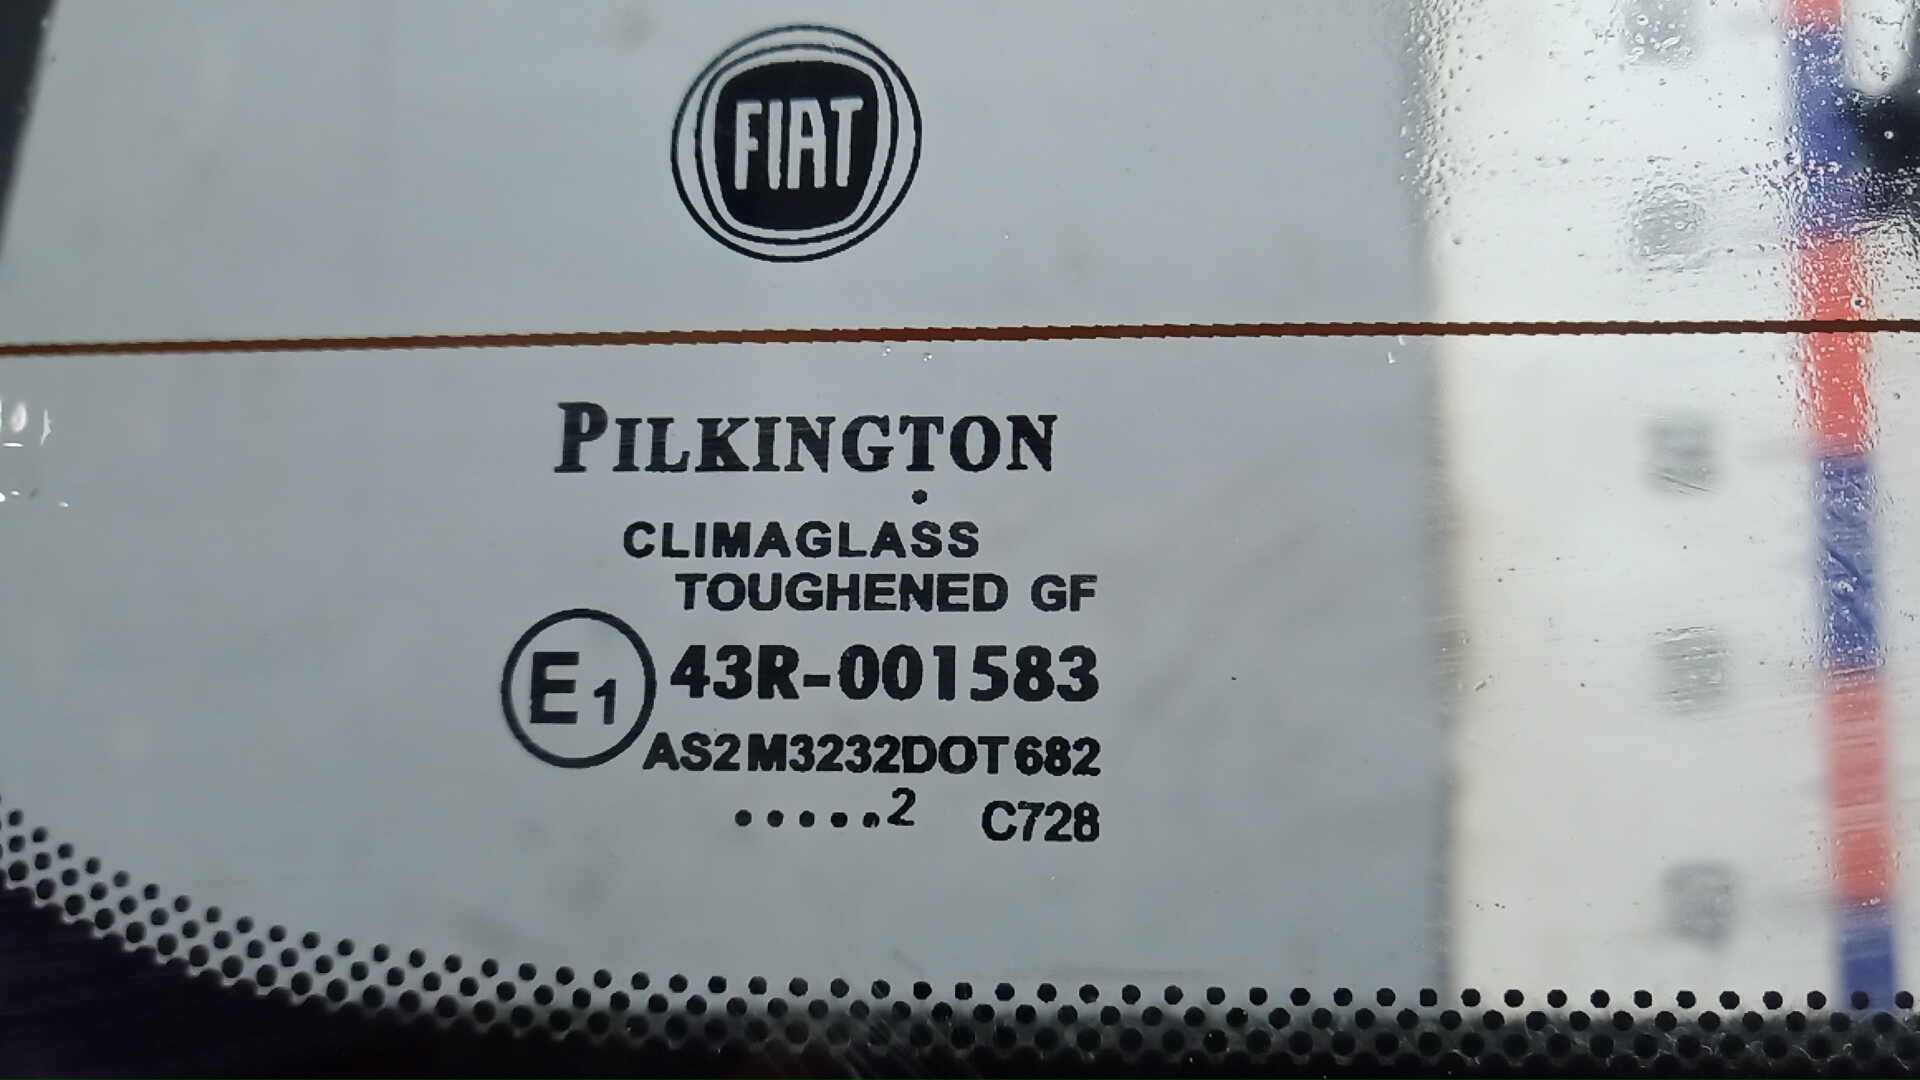 FIAT
PILKINGTON
CLIMAGLASS
TOUGHENED GF
E1 43R-001583
AS2M3232DOT682
.....2 C728